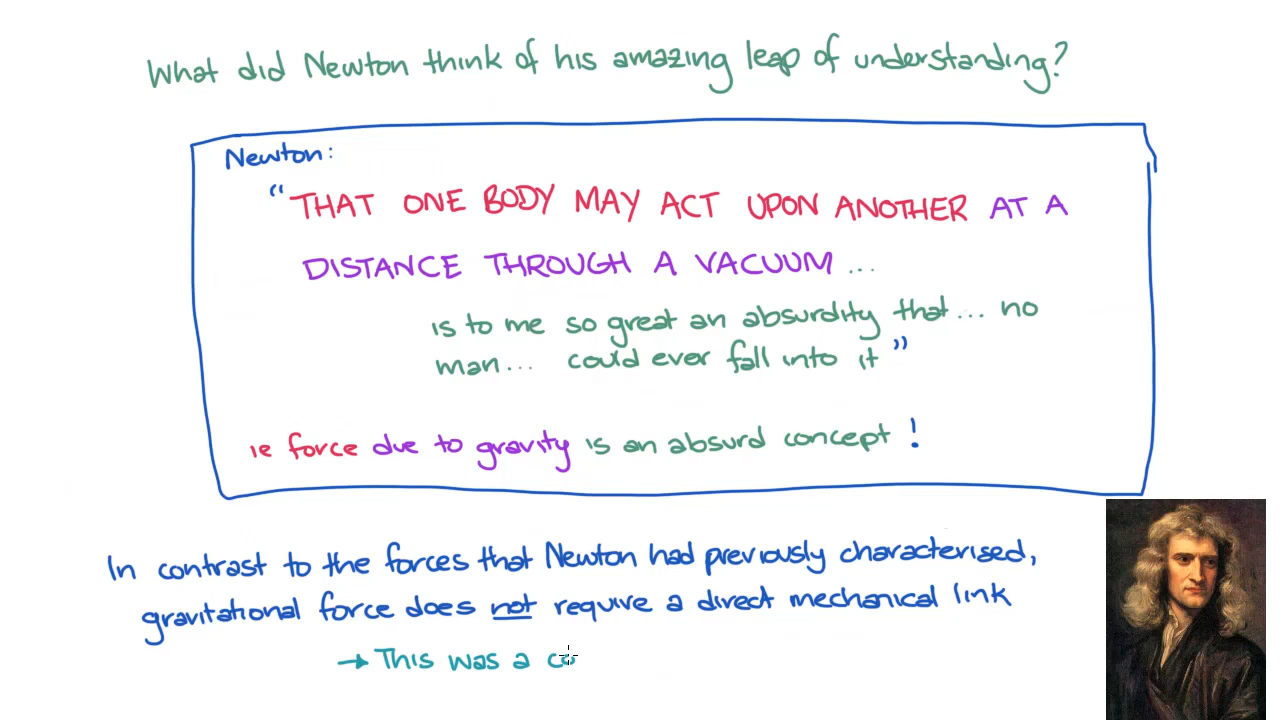 What did Newton think of his amazing leap of understanding?
Newton:
"THAT ONE BODY MAY ACT UPON ANOTHER AT A
DISTANCE THROUGH A VACUUM ...
is to me so great an absurdity that... no
man... could ever fall into it"
ie force due to gravity is an absurd concept !
In contrast to the forces that Newton had previously characterised,
gravitational force does not require a direct mechanical link
→ This was a co